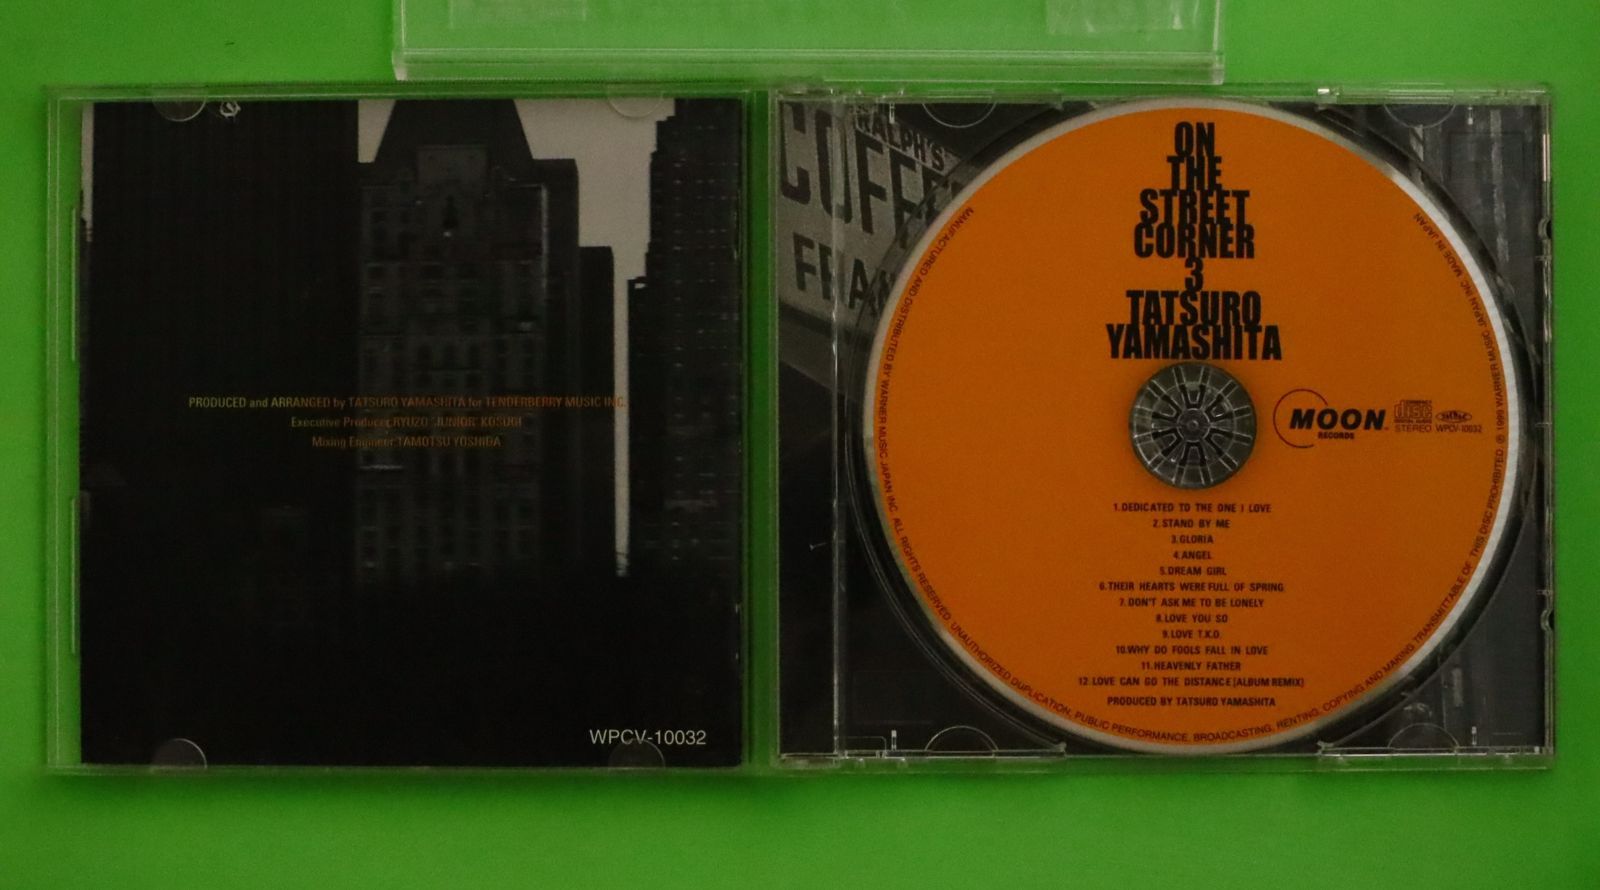 PRODUCED and ARRANGED by TATSURO YAMASHITA for TENDERBERRY MUSIC INC.
Executive Producer, RYUZO "JUNIOR" KOSUGI
Mixing Engineer, TAMOTSU YOSHIDA
WPCV-10032
RALPH'S
COFFE
FRAN
ON
THE
STREET
CORNER
3
TATSURO
YAMASHITA
MOON
RECORDS
COMPACT
disc
DIGITAL AUDIO
STEREO WPCV-10032
1.DEDICATED TO THE ONE I LOVE
2.STAND BY ME
3.GLORIA
4.ANGEL
5.DREAM GIRL
6.THEIR HEARTS WERE FULL OF SPRING
7.DON'T ASK ME TO BE LONELY
8.LOVE YOU SO
9.LOVE T.K.O.
10.WHY DO FOOLS FALL IN LOVE
11.HEAVENLY FATHER
12.LOVE CAN GO THE DISTANCE[ALBUM REMIX]
PRODUCED BY TATSURO YAMASHITA
MANUFACTURED AND DISTRIBUTED BY WARNER MUSIC JAPAN INC. ALL RIGHTS RESERVED. UNAUTHORIZED DUPLICATION, PUBLIC PERFORMANCE, BROADCASTING, RENTING, COPYING AND MAKING TRANSMITTABLE OF THIS DISC PROHIBITED. ℗ 1999 WARNER MUSIC JAPAN INC. MADE IN JAPAN